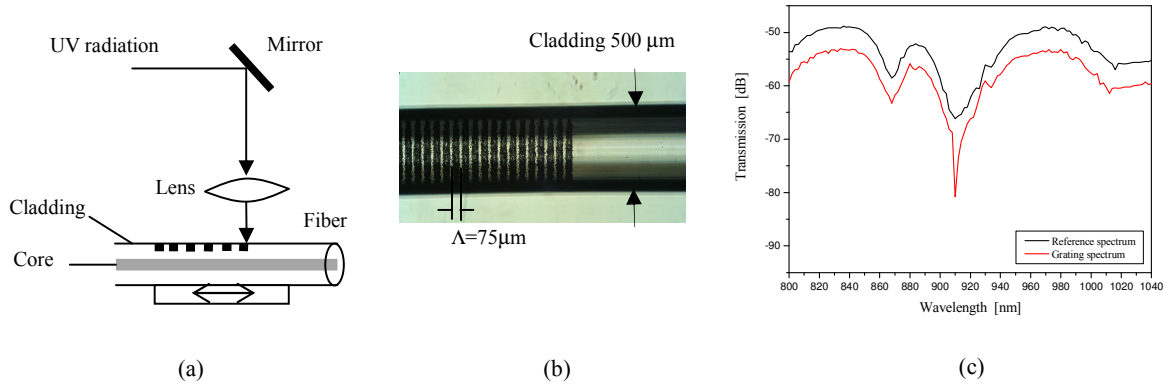 UV radiation
Mirror
Lens
Cladding
Fiber
Core
(a)
Cladding 500 µm
Λ=75µm
(b)
Transmission [dB]
-50
-60
-70
-80
-90
Reference spectrum
Grating spectrum
800 820 840 860 880 900 920 940 960 980 1000 1020 1040
Wavelength [nm]
(c)